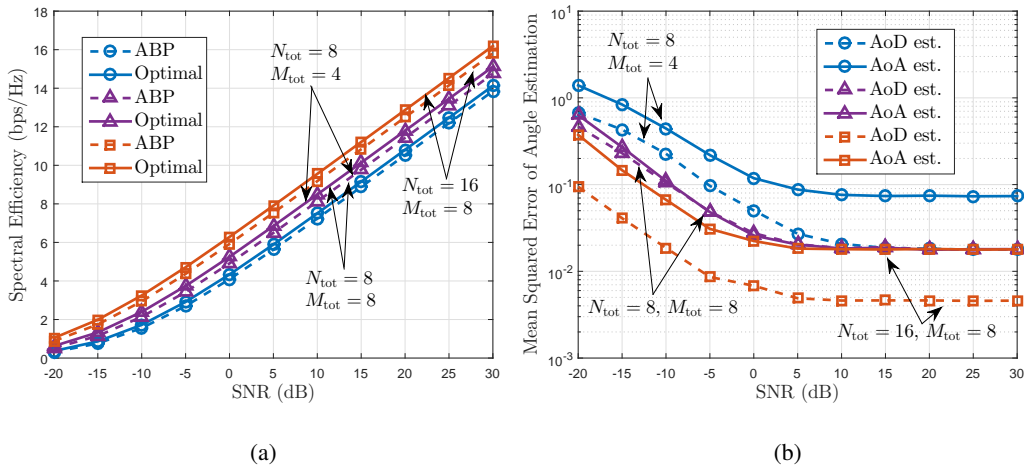 (a)
ABP
Optimal
ABP
Optimal
ABP
Optimal
N_tot = 8
M_tot = 4
N_tot = 16
M_tot = 8
N_tot = 8
M_tot = 8
Spectral Efficiency (bps/Hz)
18
16
14
12
10
8
6
4
2
0
-20 -15 -10 -5 0 5 10 15 20 25 30
SNR (dB)
(a)
(b)
N_tot = 8
M_tot = 4
AoD est.
AoA est.
AoD est.
AoA est.
AoD est.
AoA est.
N_tot = 8, M_tot = 8
N_tot = 16, M_tot = 8
Mean Squared Error of Angle Estimation
10^1
10^0
10^-1
10^-2
10^-3
-20 -15 -10 -5 0 5 10 15 20 25 30
SNR (dB)
(b)